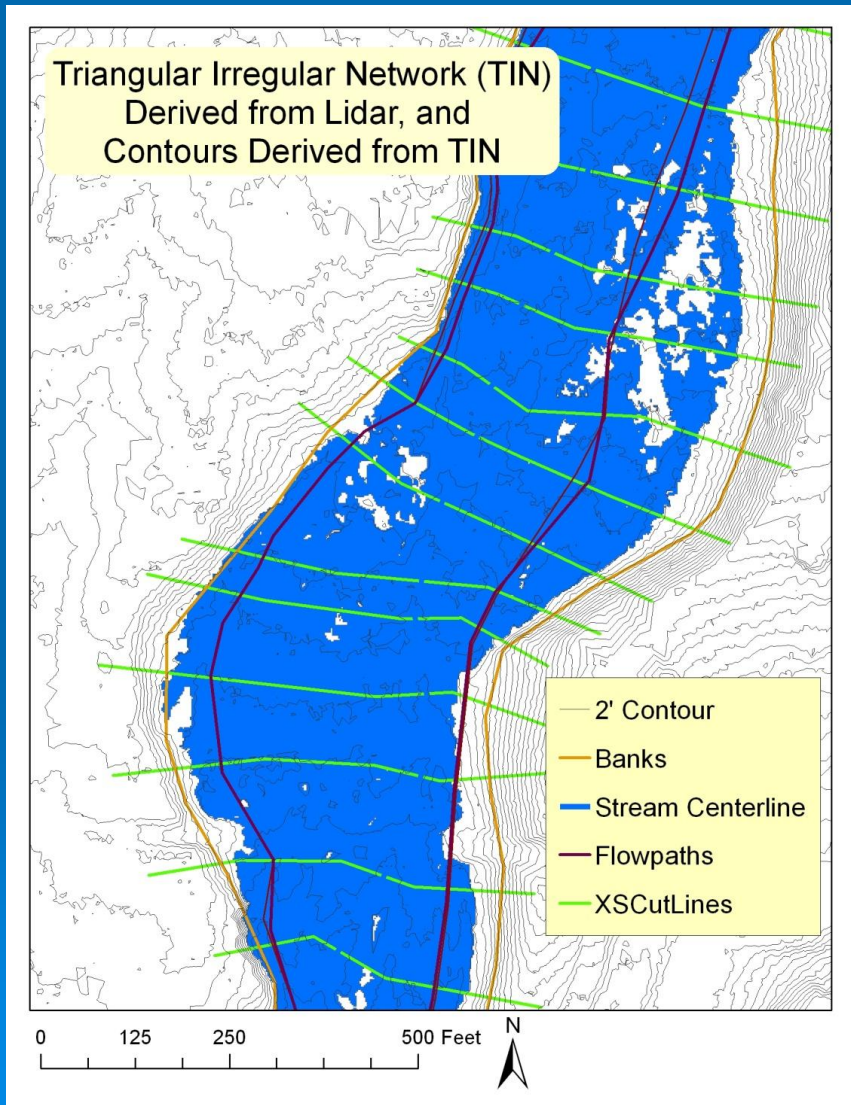 Triangular Irregular Network (TIN)
Derived from Lidar, and
Contours Derived from TIN
2' Contour
Banks
Stream Centerline
Flowpaths
XSCutLines
0 125 250 500 Feet
N